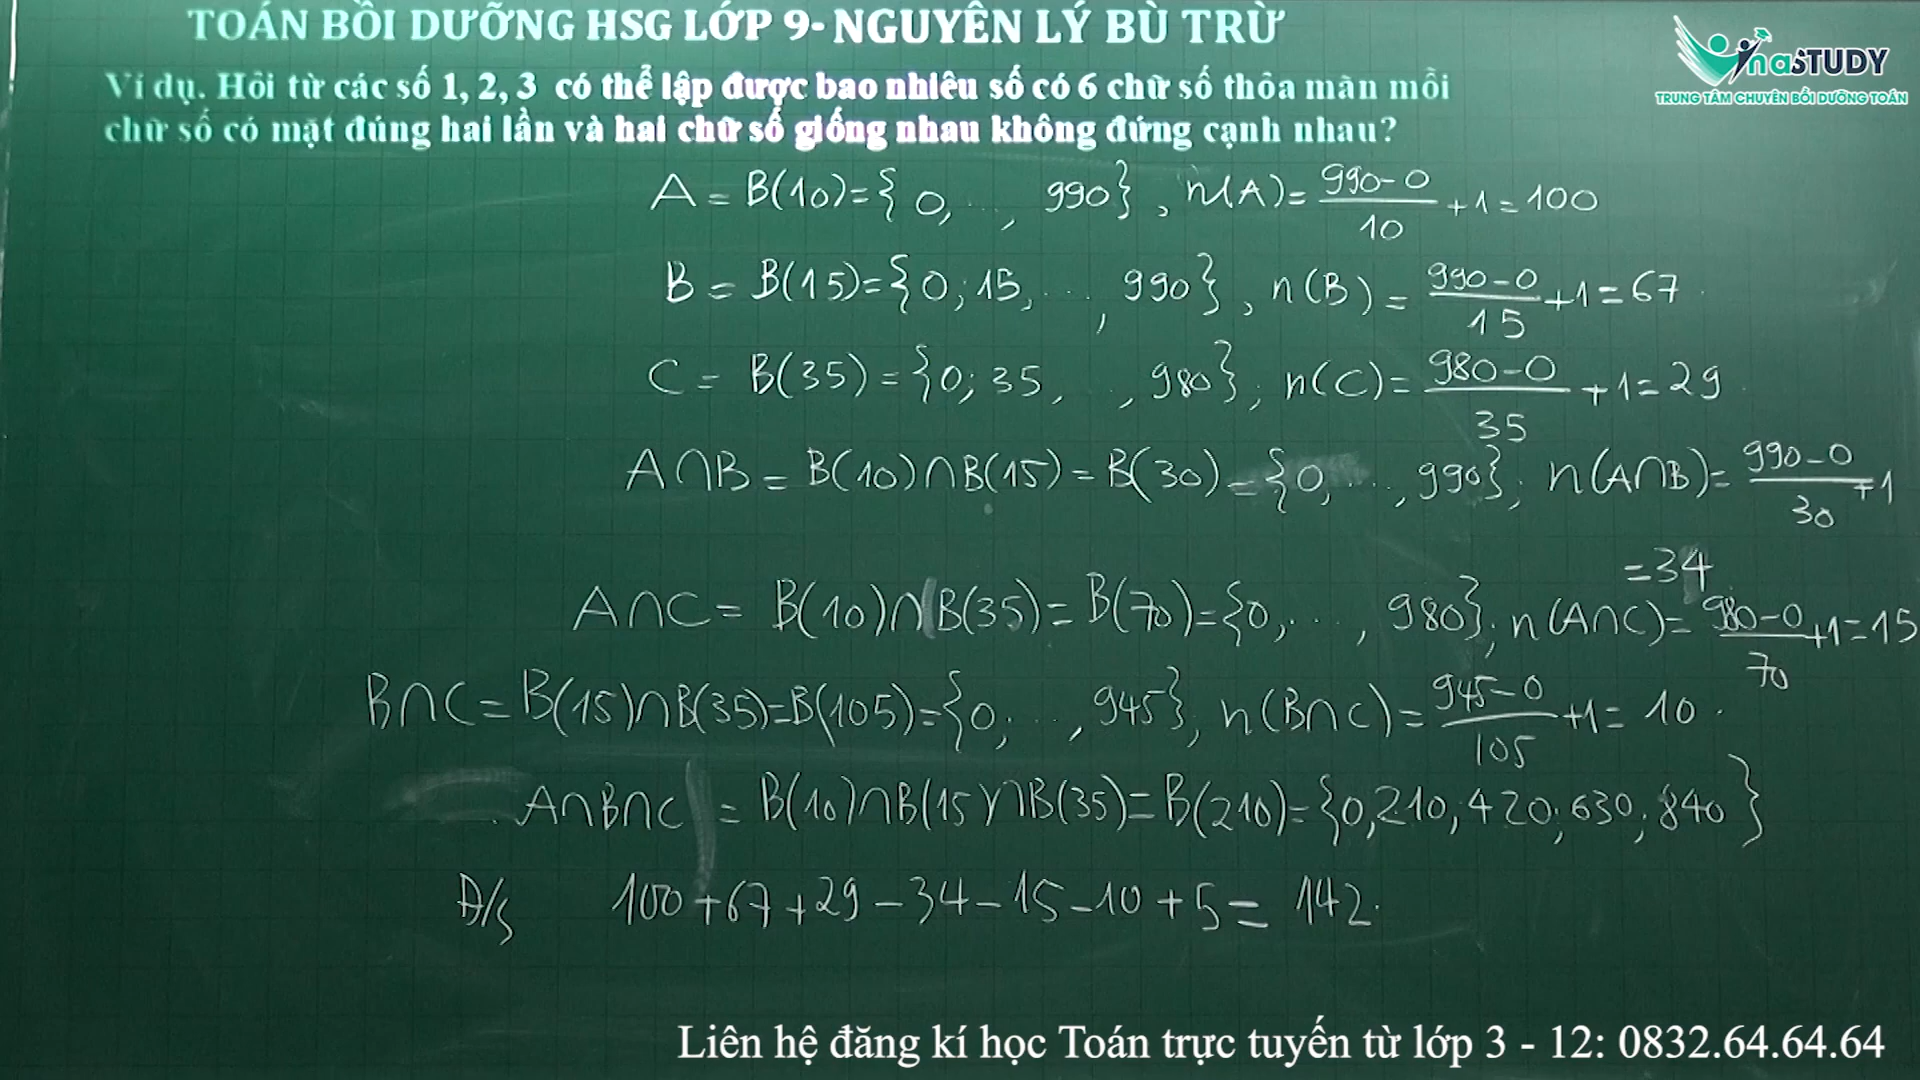 TOÁN BỒI DƯỠNG HSG LỚP 9- NGUYÊN LÝ BÙ TRỪ
inaSTUDY
TRUNG TÂM CHUYÊN BỒI DƯỠNG TOÁN
Ví dụ. Hỏi từ các số 1, 2, 3 có thể lập được bao nhiêu số có 6 chữ số thỏa mãn mỗi
chữ số có mặt đúng hai lần và hai chữ số giống nhau không đứng cạnh nhau?
A = B(10)={0, ..., 990}, n(A)= (990-0)/10 +1=100
B = B(15)={0;15, ..., 990}, n(B)= (990-0)/15 +1=67
C = B(35)={0;35, ..., 980}; n(C)= (980-0)/35 +1=29
A∩B = B(10)∩B(15)=B(30)={0, ..., 990}; n(A∩B)= (990-0)/30 +1
=34
A∩C= B(10)∩B(35)=B(70)={0, ..., 980}; n(A∩C)= (980-0)/70 +1=15
B∩C=B(15)∩B(35)=B(105)={0; ..., 945}; n(B∩C)= (945-0)/105 +1= 10.
A∩B∩C = B(10)∩B(15)∩B(35)=B(210)={0,210;420;630;840}
Đ/s 100+67+29-34-15-10+5= 142.
Liên hệ đăng kí học Toán trực tuyến từ lớp 3 - 12: 0832.64.64.64